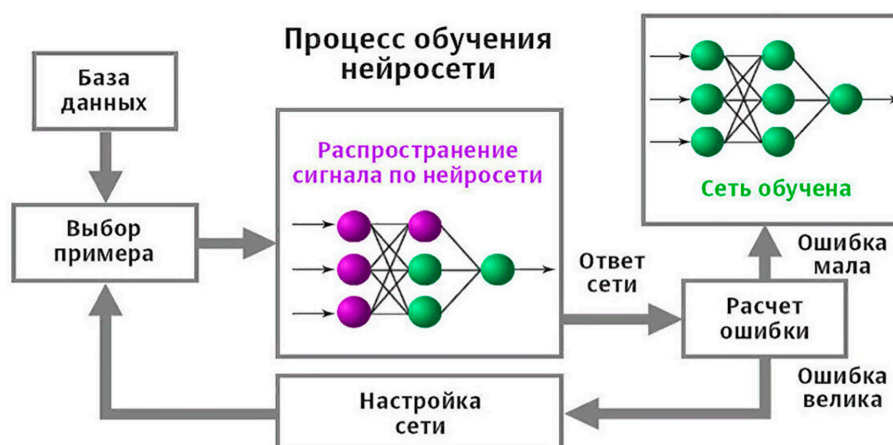 Процесс обучения
нейросети
База
данных
Выбор
примера
Распространение
сигнала по нейросети
Ответ
сети
Расчет
ошибки
Ошибка
мала
Сеть обучена
Ошибка
велика
Настройка
сети